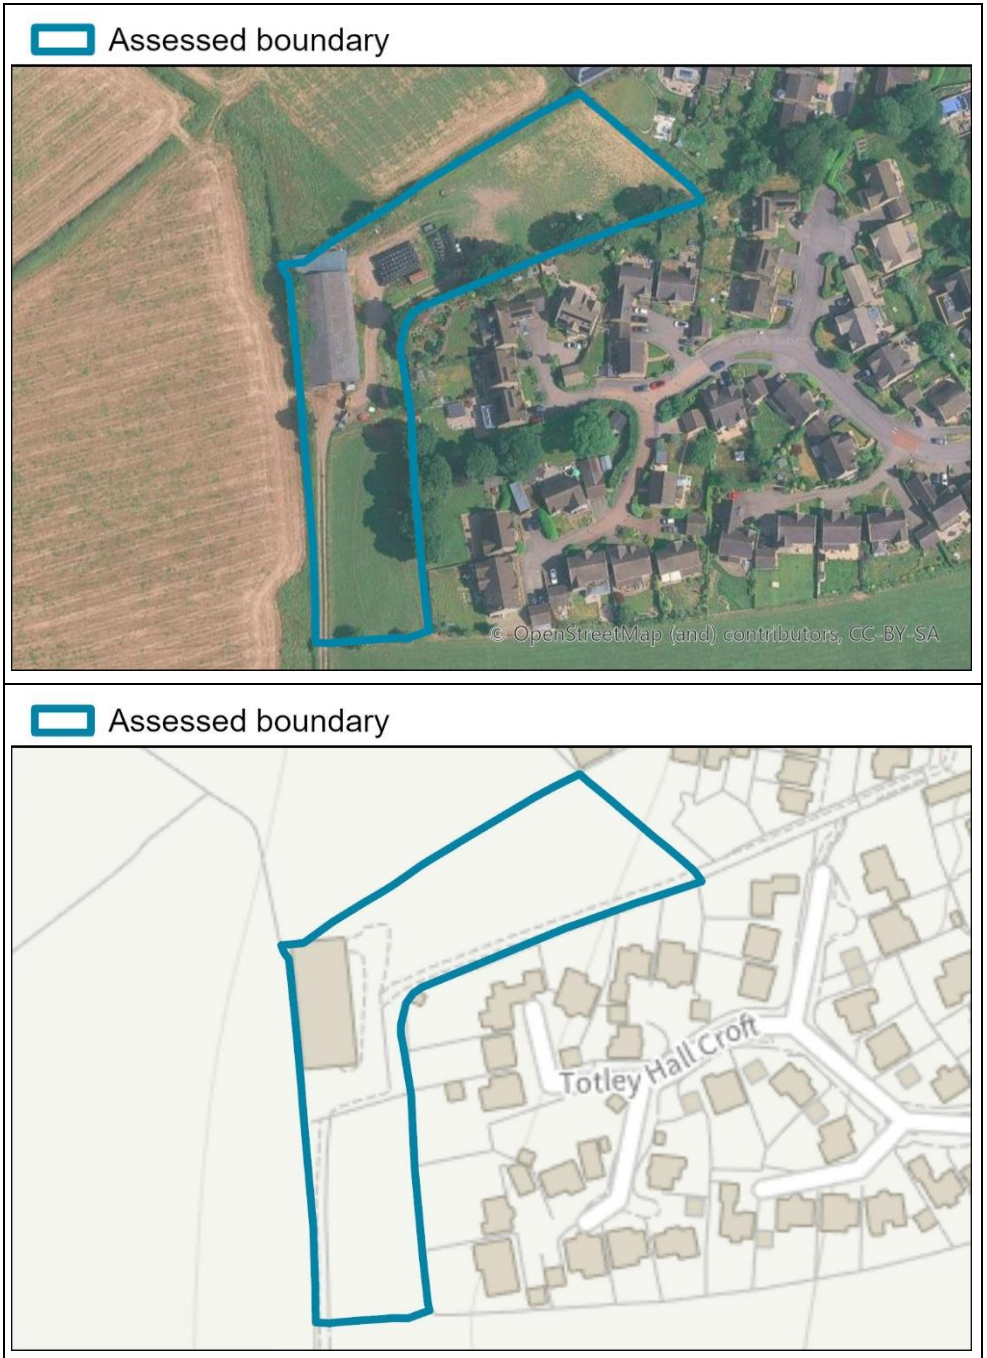 Assessed boundary
© OpenStreetMap (and) contributors, CC-BY-SA
Assessed boundary
Totley Hall Croft